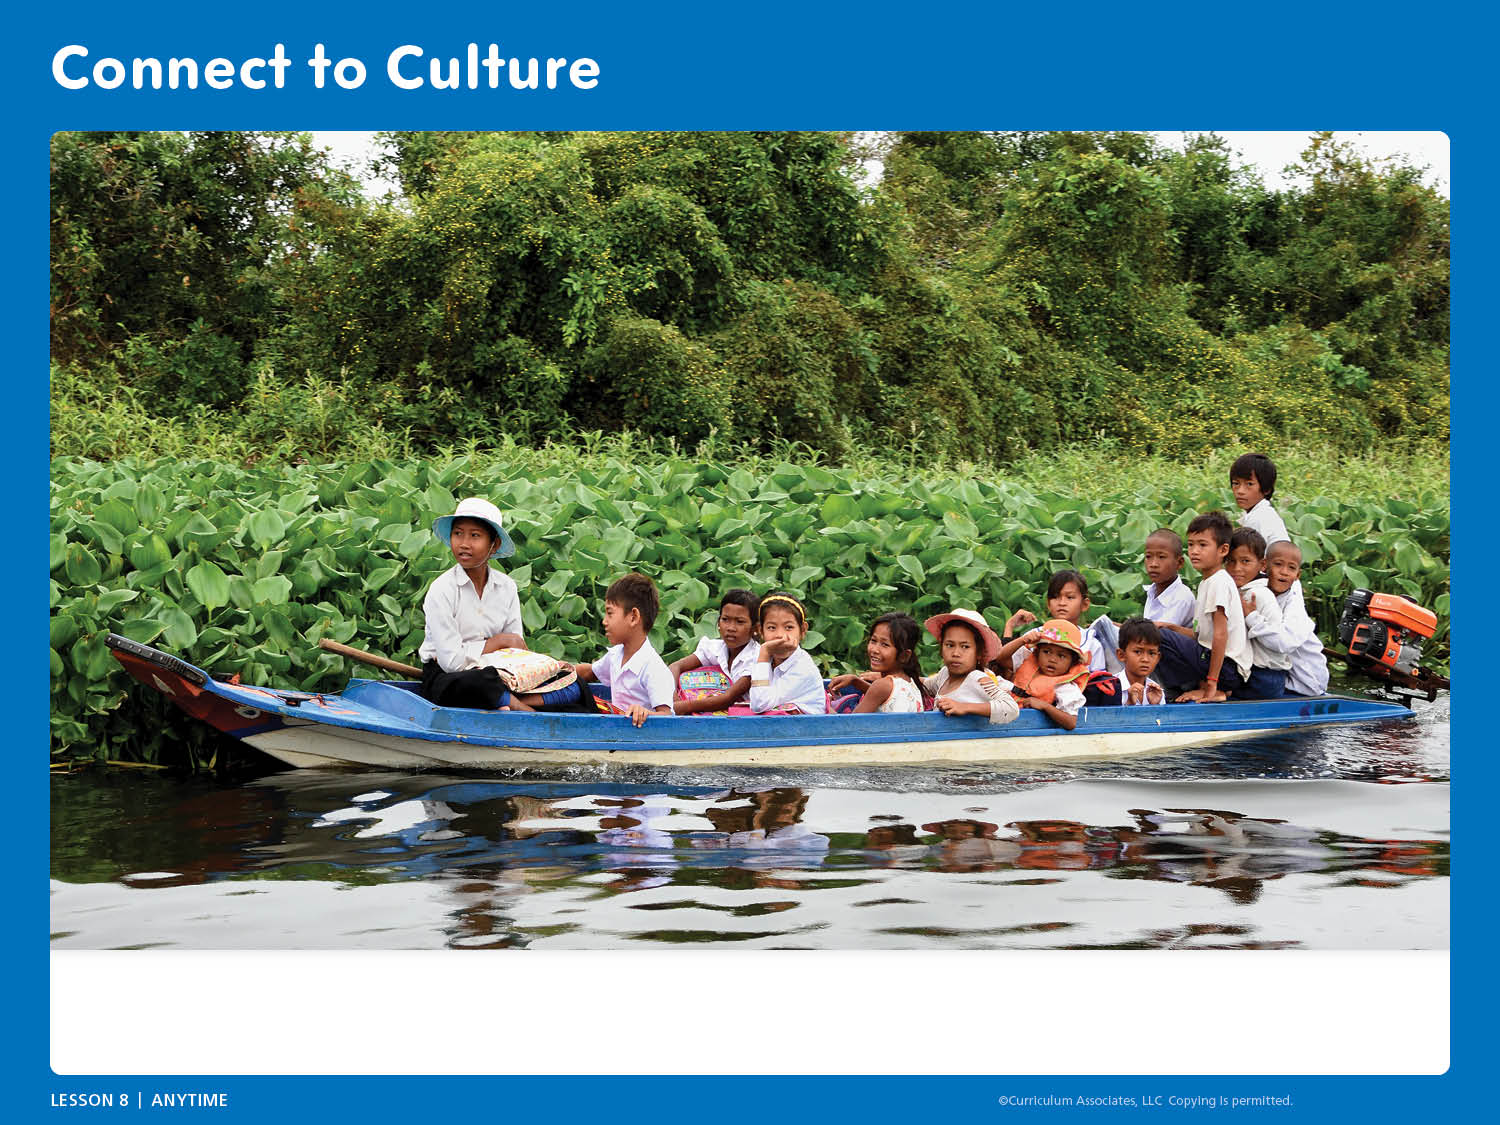 Connect to Culture
LESSON 8 | ANYTIME
©Curriculum Associates, LLC Copying is permitted.